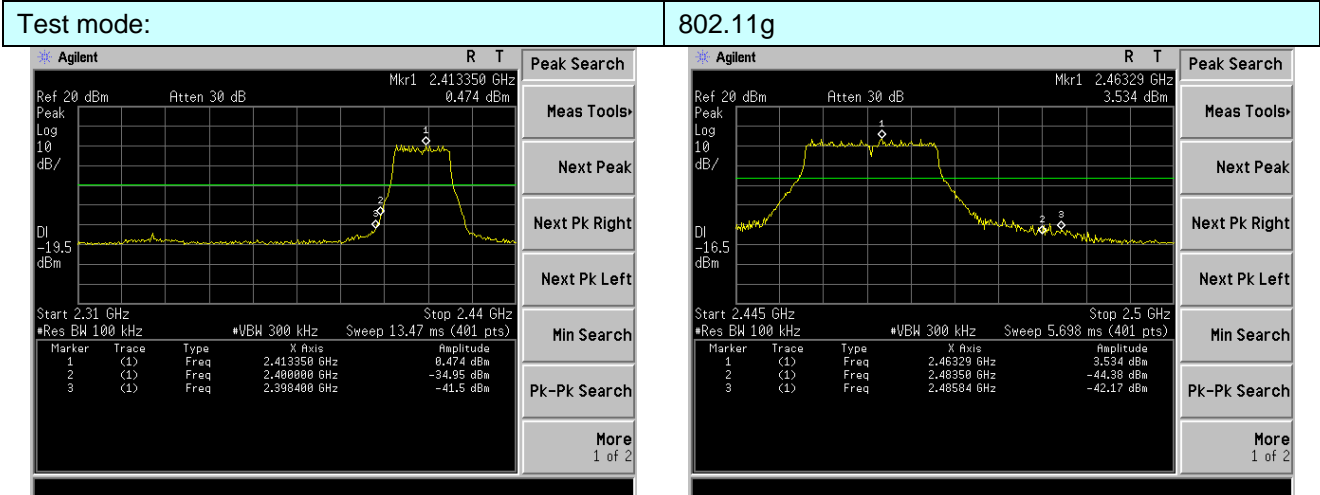 Test mode: 802.11g
Agilent R T
Mkr1 2.413350 GHz
Ref 20 dBm Atten 30 dB 0.474 dBm
Peak
Log
10
dB/
1
2
3
DI
-19.5
dBm
Start 2.31 GHz Stop 2.44 GHz
#Res BW 100 kHz #VBW 300 kHz Sweep 13.47 ms (401 pts)
Marker Trace Type X Axis Amplitude
1 (1) Freq 2.413350 GHz 0.474 dBm
2 (1) Freq 2.400000 GHz -34.95 dBm
3 (1) Freq 2.398400 GHz -41.5 dBm
Peak Search
Meas Tools
Next Peak
Next Pk Right
Next Pk Left
Min Search
Pk-Pk Search
More
1 of 2
Agilent R T
Mkr1 2.46329 GHz
Ref 20 dBm Atten 30 dB 3.534 dBm
Peak
Log
10
dB/
1
2 3
DI
-16.5
dBm
Start 2.445 GHz Stop 2.5 GHz
#Res BW 100 kHz #VBW 300 kHz Sweep 5.698 ms (401 pts)
Marker Trace Type X Axis Amplitude
1 (1) Freq 2.46329 GHz 3.534 dBm
2 (1) Freq 2.48350 GHz -44.38 dBm
3 (1) Freq 2.48584 GHz -42.17 dBm
Peak Search
Meas Tools
Next Peak
Next Pk Right
Next Pk Left
Min Search
Pk-Pk Search
More
1 of 2